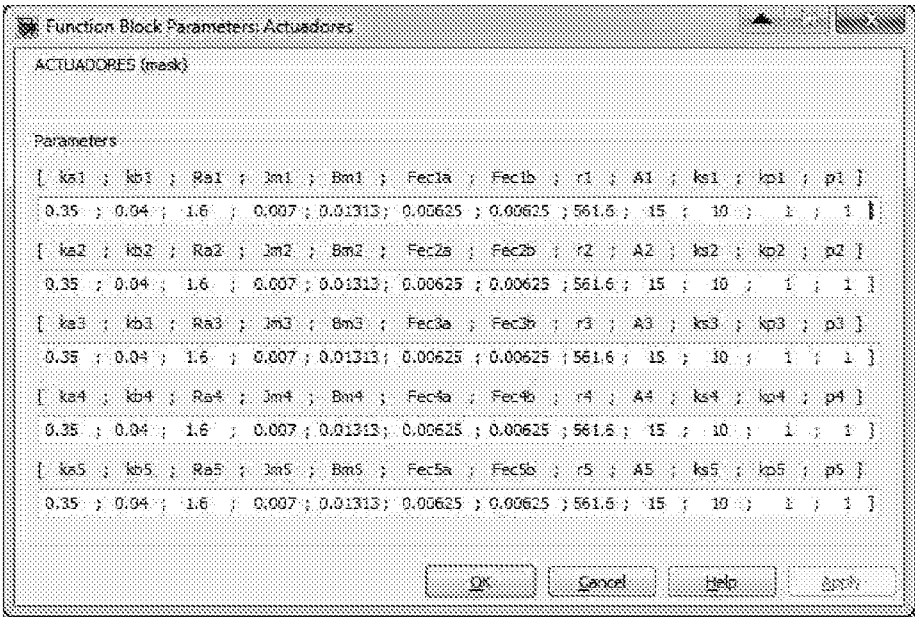 Function Block Parameters: Actuadores
ACTUADORES (mask)
Parameters
[ ka1 ; kb1 ; Ra1 ; Jm1 ; Bm1 ; Fec1a ; Fec1b ; r1 ; A1 ; ks1 ; kp1 ; p1 ]
0.35 ; 0.04 ; 1.6 ; 0.007 ; 0.01313; 0.00625 ; 0.00625 ;561.6 ; 15 ; 10 ; 1 ; 1 ]
[ ka2 ; kb2 ; Ra2 ; Jm2 ; Bm2 ; Fec2a ; Fec2b ; r2 ; A2 ; ks2 ; kp2 ; p2 ]
0.35 ; 0.04 ; 1.6 ; 0.007 ; 0.01313; 0.00625 ; 0.00625 ;561.6 ; 15 ; 10 ; 1 ; 1 ]
[ ka3 ; kb3 ; Ra3 ; Jm3 ; Bm3 ; Fec3a ; Fec3b ; r3 ; A3 ; ks3 ; kp3 ; p3 ]
0.35 ; 0.04 ; 1.6 ; 0.007 ; 0.01313; 0.00625 ; 0.00625 ;561.6 ; 15 ; 10 ; 1 ; 1 ]
[ ka4 ; kb4 ; Ra4 ; Jm4 ; Bm4 ; Fec4a ; Fec4b ; r4 ; A4 ; ks4 ; kp4 ; p4 ]
0.35 ; 0.04 ; 1.6 ; 0.007 ; 0.01313; 0.00625 ; 0.00625 ;561.6 ; 15 ; 10 ; 1 ; 1 ]
[ ka5 ; kb5 ; Ra5 ; Jm5 ; Bm5 ; Fec5a ; Fec5b ; r5 ; A5 ; ks5 ; kp5 ; p5 ]
0.35 ; 0.04 ; 1.6 ; 0.007 ; 0.01313; 0.00625 ; 0.00625 ;561.6 ; 15 ; 10 ; 1 ; 1 ]
OK Cancel Help Apply